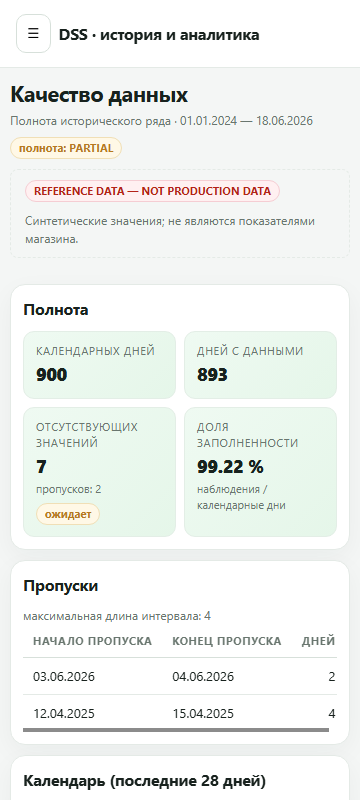 ☰ DSS · история и аналитика
Качество данных
Полнота исторического ряда · 01.01.2024 — 18.06.2026
полнота: PARTIAL
REFERENCE DATA — NOT PRODUCTION DATA
Синтетические значения; не являются показателями
магазина.
Полнота
КАЛЕНДАРНЫХ ДНЕЙ
900
ДНЕЙ С ДАННЫМИ
893
ОТСУТСТВУЮЩИХ
ЗНАЧЕНИЙ
7
пропусков: 2
ожидает
ДОЛЯ
ЗАПОЛНЕННОСТИ
99.22 %
наблюдения /
календарные дни
Пропуски
максимальная длина интервала: 4
НАЧАЛО ПРОПУСКА КОНЕЦ ПРОПУСКА ДНЕЙ
03.06.2026 04.06.2026 2
12.04.2025 15.04.2025 4
Календарь (последние 28 дней)